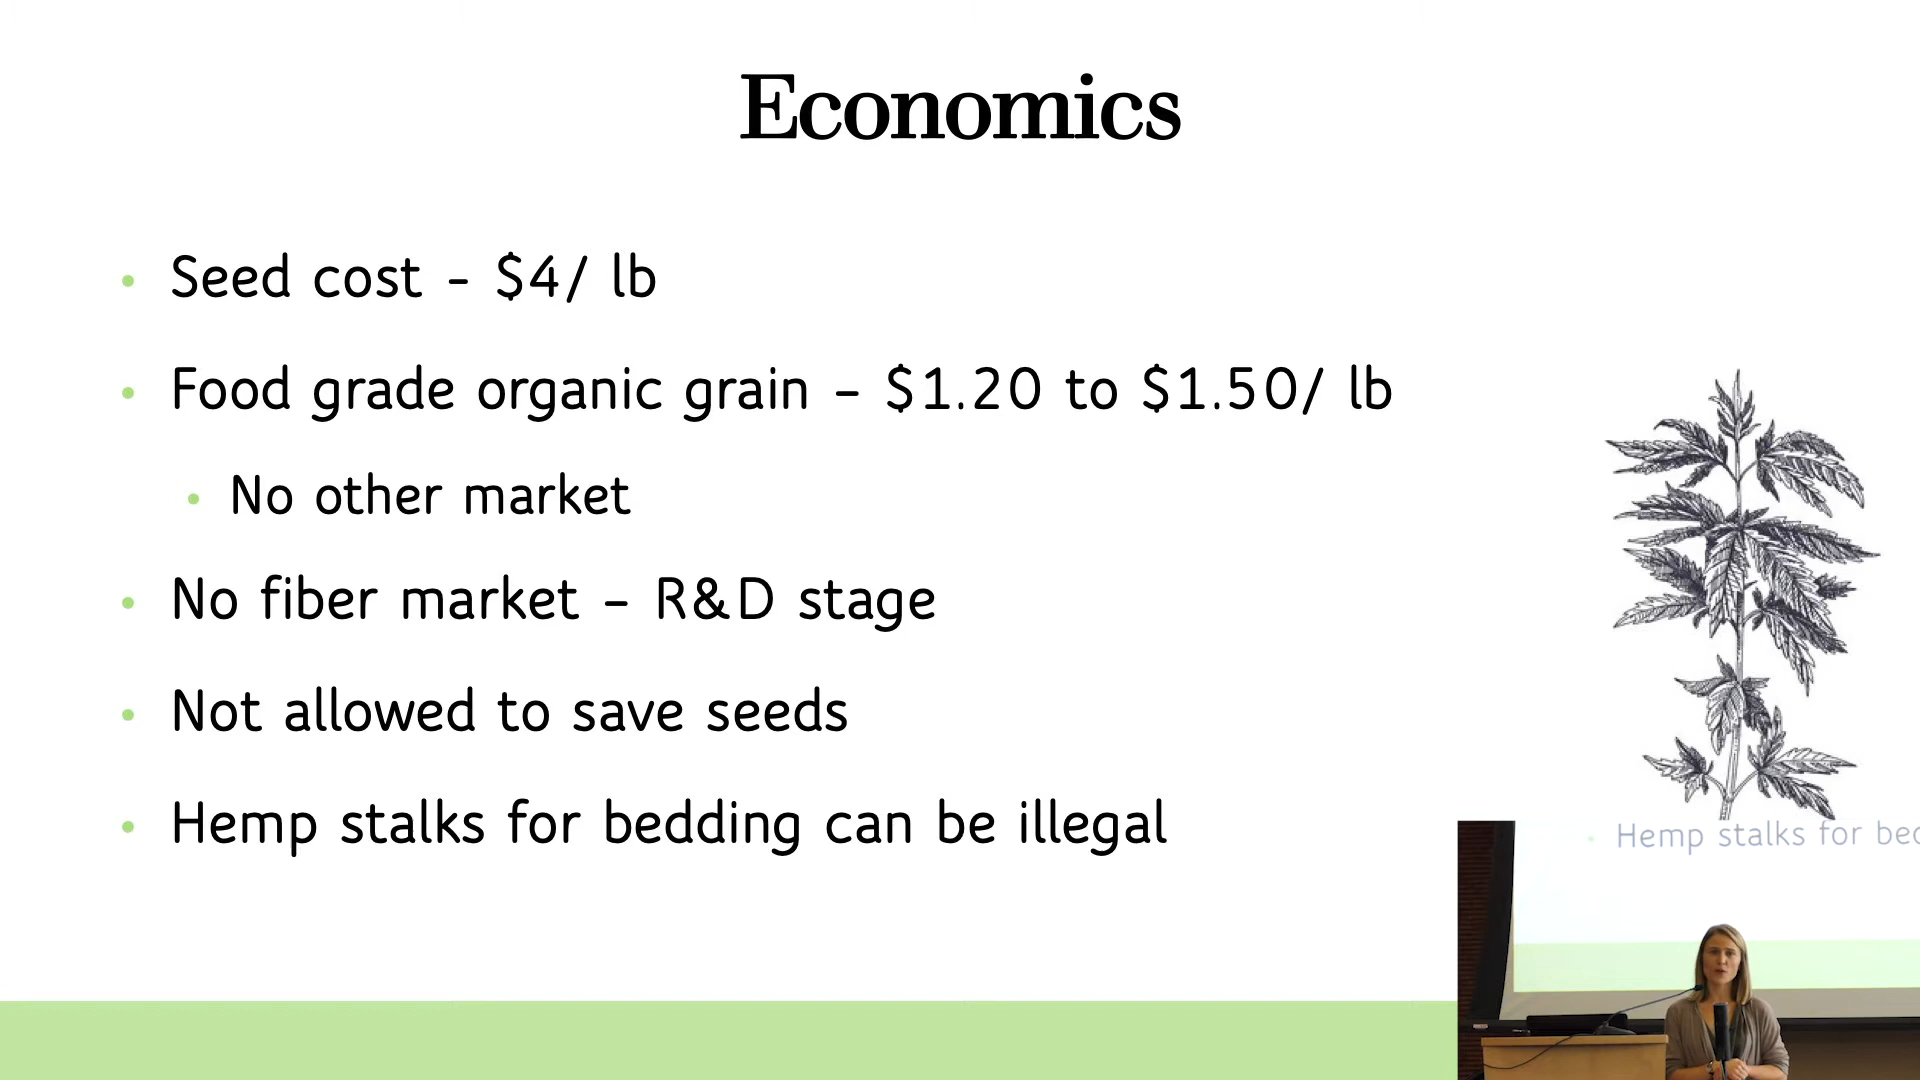 Economics
• Seed cost - $4/ lb
• Food grade organic grain – $1.20 to $1.50/ lb
• No other market
• No fiber market – R&D stage
• Not allowed to save seeds
• Hemp stalks for bedding can be illegal
• Hemp stalks for